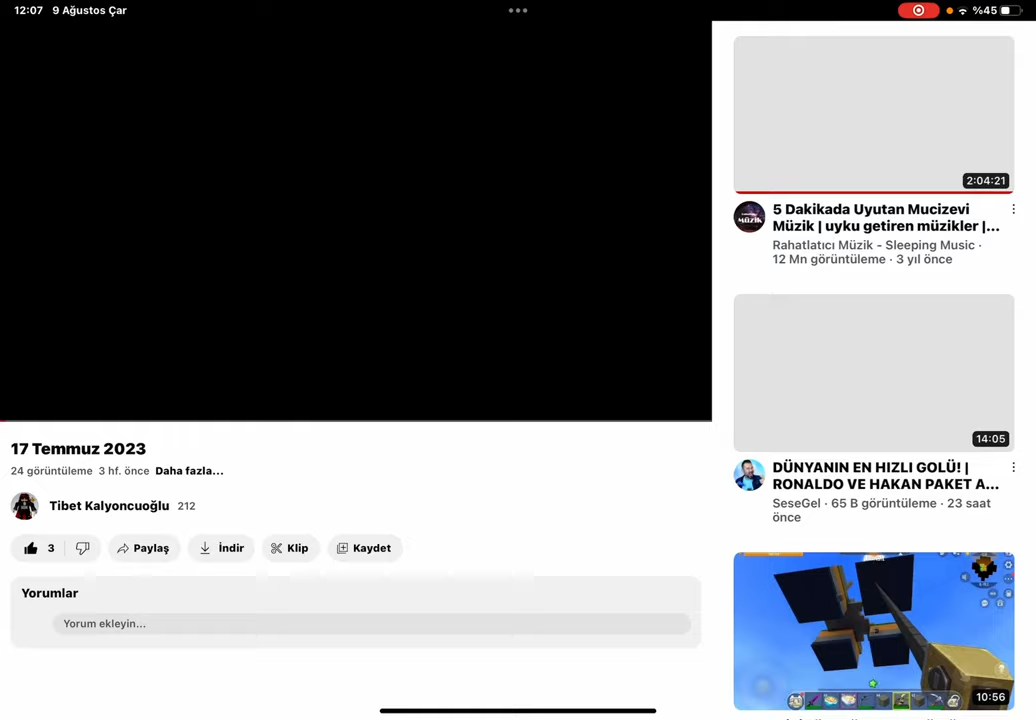 12:07 9 Ağustos Çar
%45
2:04:21
5 Dakikada Uyutan Mucizevi
Müzik | uyku getiren müzikler |...
Rahatlatıcı Müzik - Sleeping Music ·
12 Mn görüntüleme · 3 yıl önce
14:05
DÜNYANIN EN HIZLI GOLÜ! |
RONALDO VE HAKAN PAKET A...
SeseGel · 65 B görüntüleme · 23 saat
önce
10:56
17 Temmuz 2023
24 görüntüleme 3 hf. önce Daha fazla...
Tibet Kalyoncuoğlu 212
3 Paylaş İndir Klip Kaydet
Yorumlar
Yorum ekleyin...